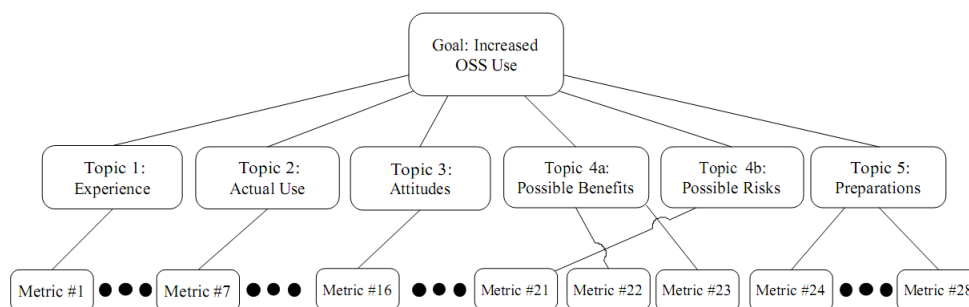 Goal: Increased
OSS Use
Topic 1:
Experience
Topic 2:
Actual Use
Topic 3:
Attitudes
Topic 4a:
Possible Benefits
Topic 4b:
Possible Risks
Topic 5:
Preparations
Metric #1
Metric #7
Metric #16
Metric #21
Metric #22
Metric #23
Metric #24
Metric #28